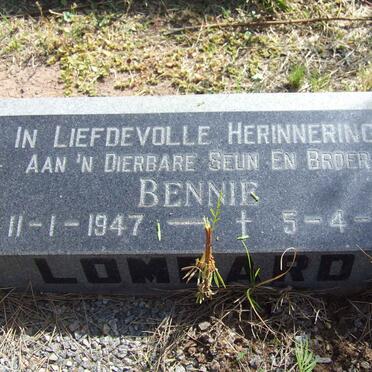 IN LIEFDEVOLLE HERINNERING
AAN 'N DIERBARE SEUN EN BROER
BENNIE
11-1-1947 — † 5-4-
LOMBARD